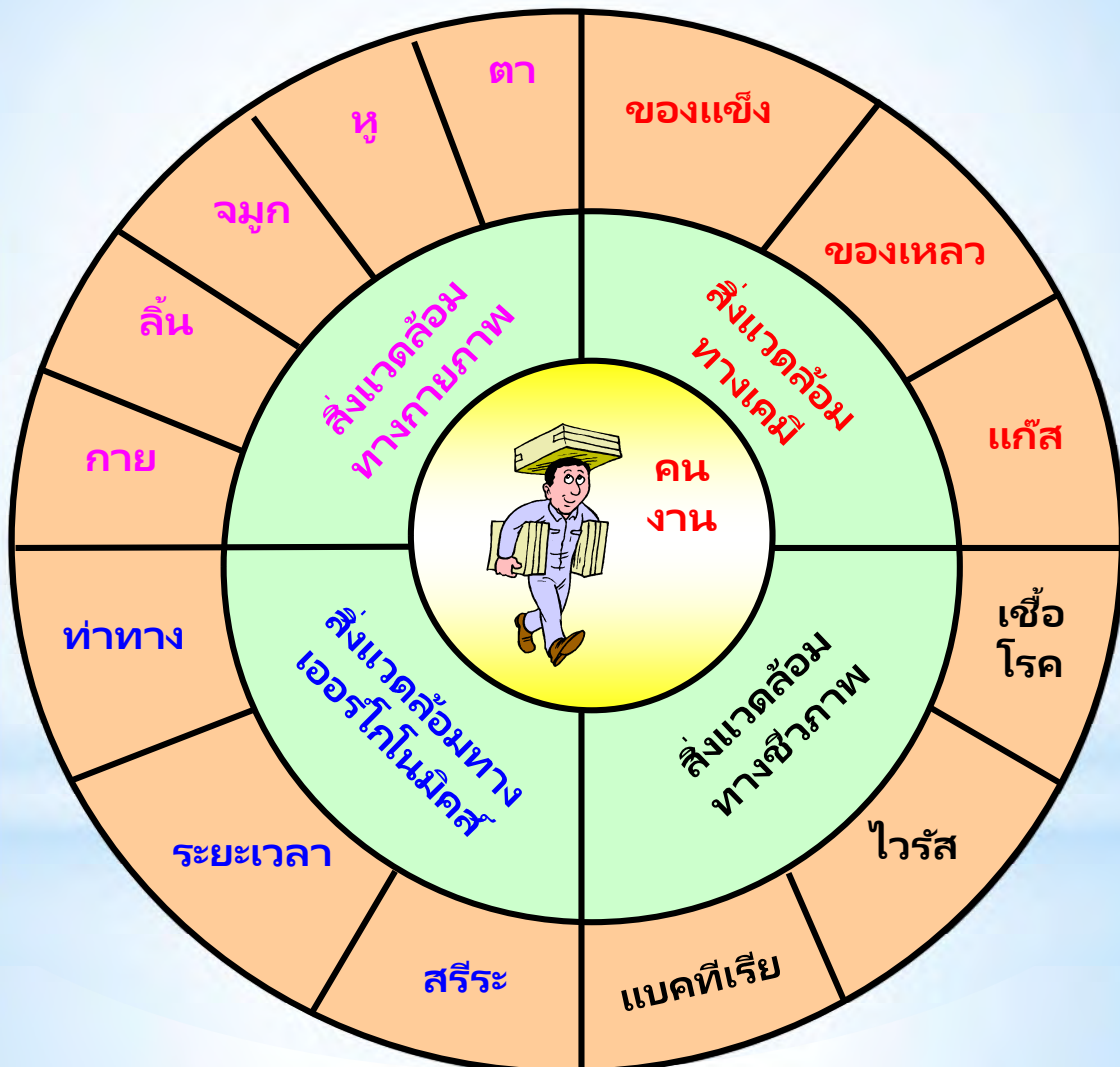 ตา
หู
จมูก
ลิ้น
กาย
ของแข็ง
ของเหลว
แก๊ส
สิ่งแวดล้อม
ทางกายภาพ
สิ่งแวดล้อม
ทางเคมี
คน
งาน
ท่าทาง
ระยะเวลา
สรีระ
สิ่งแวดล้อมทาง
เออร์โกโนมิคส์
สิ่งแวดล้อม
ทางชีวภาพ
เชื้อ
โรค
ไวรัส
แบคทีเรีย